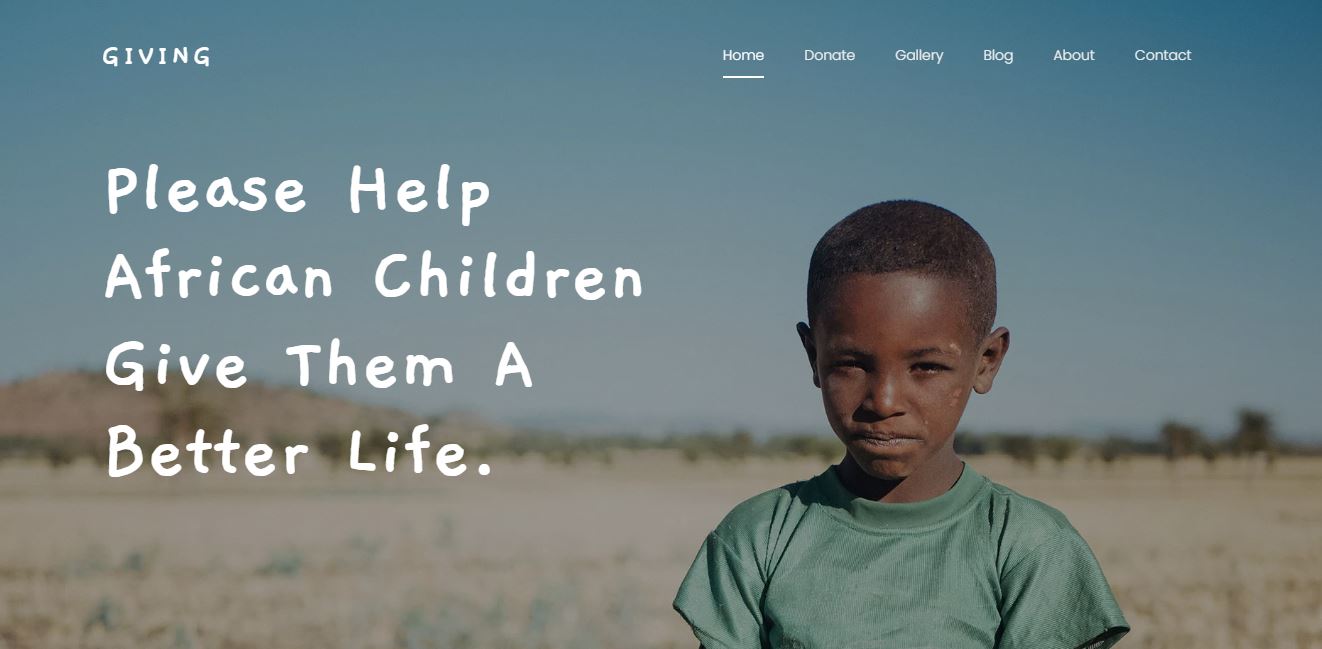 GIVING
Home Donate Gallery Blog About Contact
Please Help
African Children
Give Them A
Better Life.